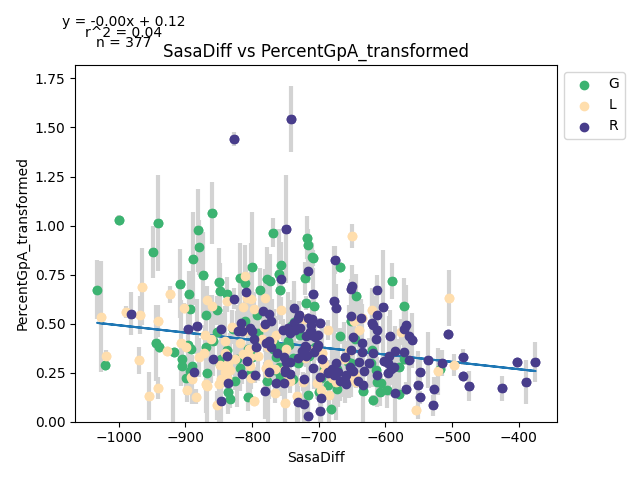 y = -0.00x + 0.12
r^2 = 0.04
n = 377
SasaDiff vs PercentGpA_transformed
G
L
R
PercentGpA_transformed
1.75
1.50
1.25
1.00
0.75
0.50
0.25
0.00
−1000 −900 −800 −700 −600 −500 −400
SasaDiff